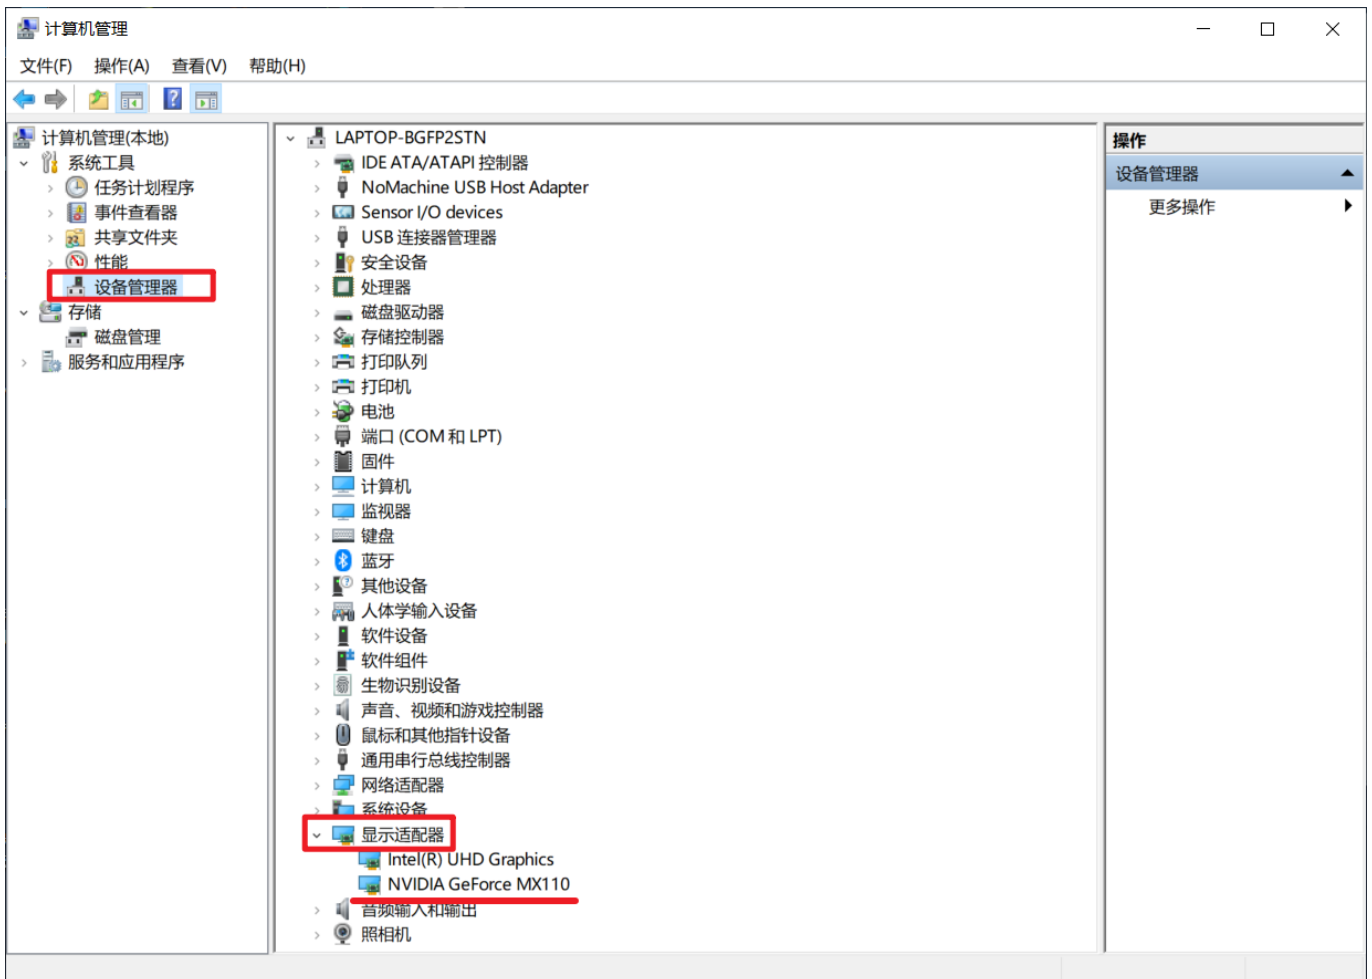 计算机管理
文件(F) 操作(A) 查看(V) 帮助(H)
计算机管理(本地)
系统工具
任务计划程序
事件查看器
共享文件夹
性能
设备管理器
存储
磁盘管理
服务和应用程序
LAPTOP-BGFP2STN
IDE ATA/ATAPI 控制器
NoMachine USB Host Adapter
Sensor I/O devices
USB 连接器管理器
安全设备
处理器
磁盘驱动器
存储控制器
打印队列
打印机
电池
端口 (COM 和 LPT)
固件
计算机
监视器
键盘
蓝牙
其他设备
人体学输入设备
软件设备
软件组件
生物识别设备
声音、视频和游戏控制器
鼠标和其他指针设备
通用串行总线控制器
网络适配器
系统设备
显示适配器
Intel(R) UHD Graphics
NVIDIA GeForce MX110
音频输入和输出
照相机
操作
设备管理器
更多操作